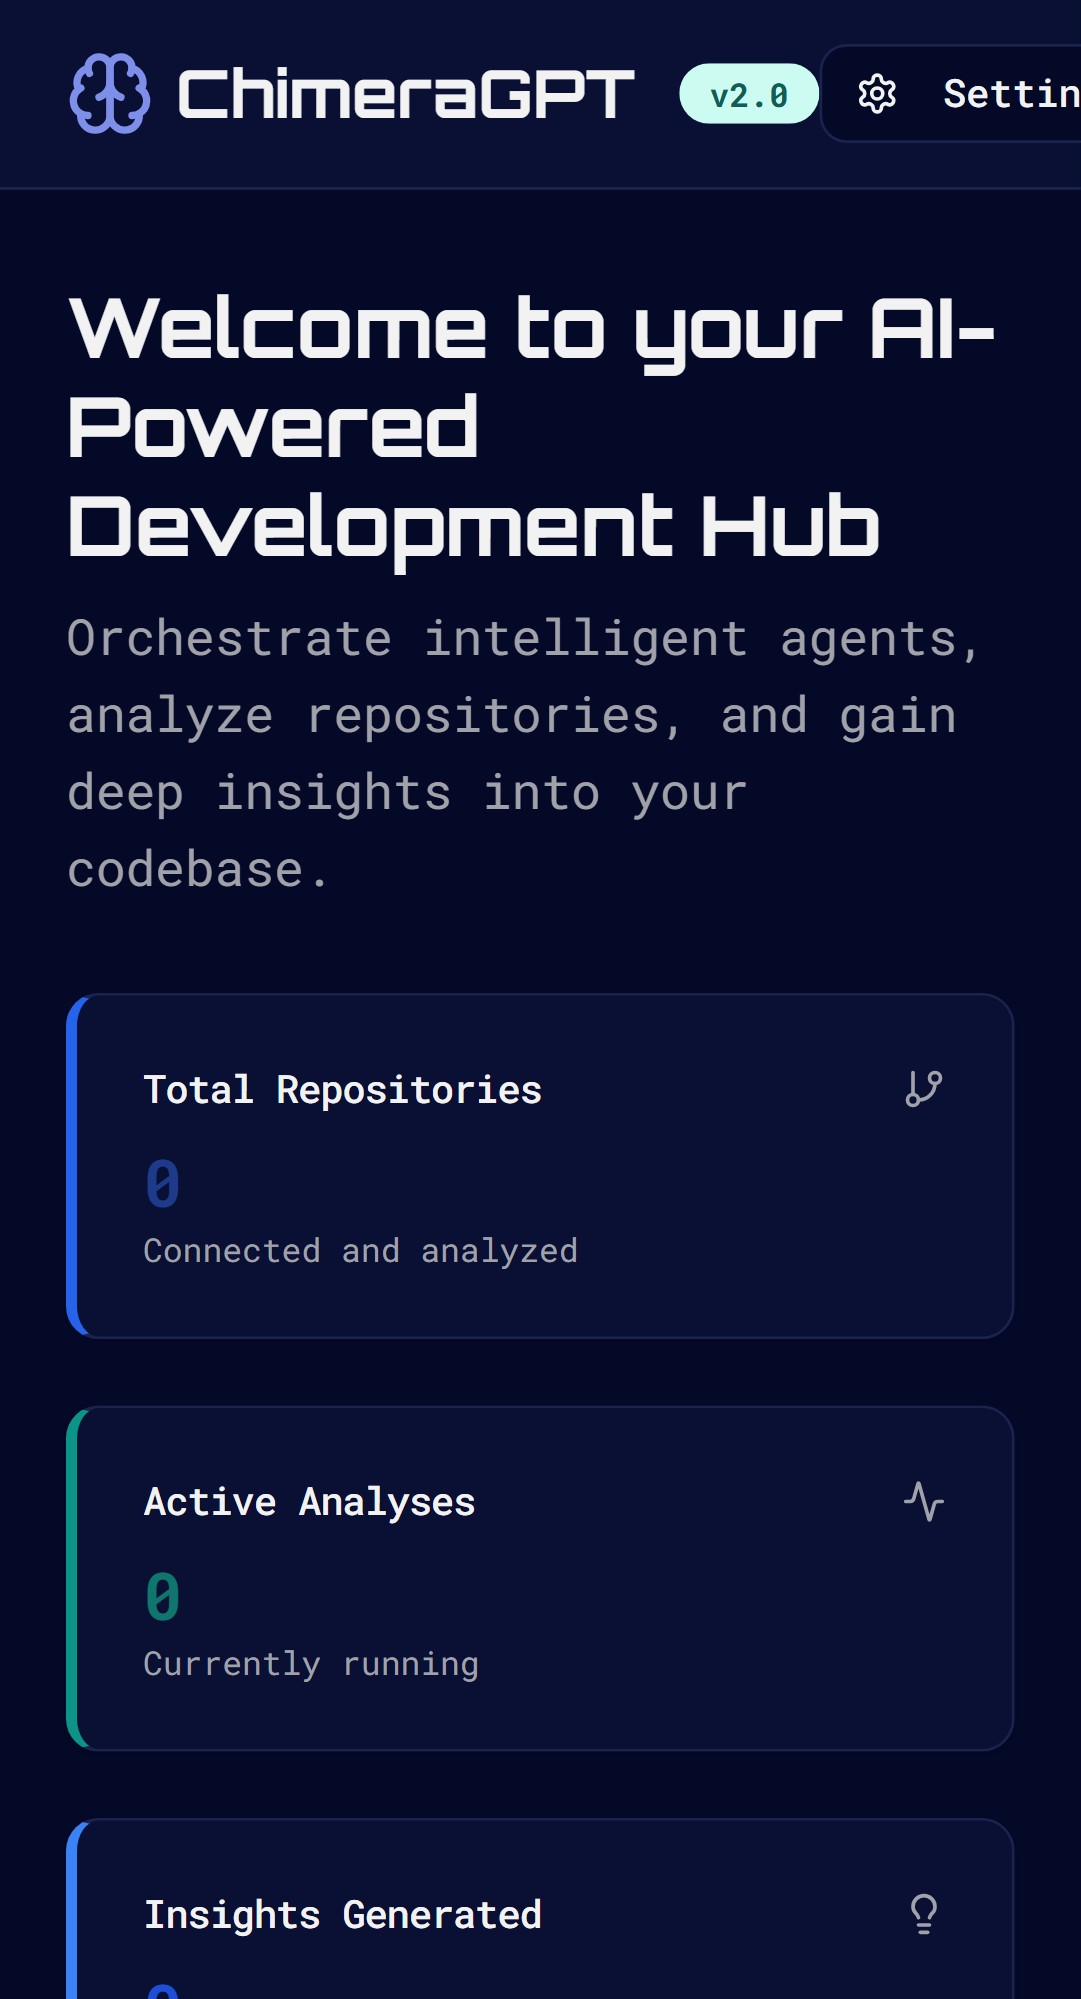 ChimeraGPT v2.0 Settin
Welcome to your AI-
Powered
Development Hub
Orchestrate intelligent agents,
analyze repositories, and gain
deep insights into your
codebase.
Total Repositories
0
Connected and analyzed
Active Analyses
0
Currently running
Insights Generated